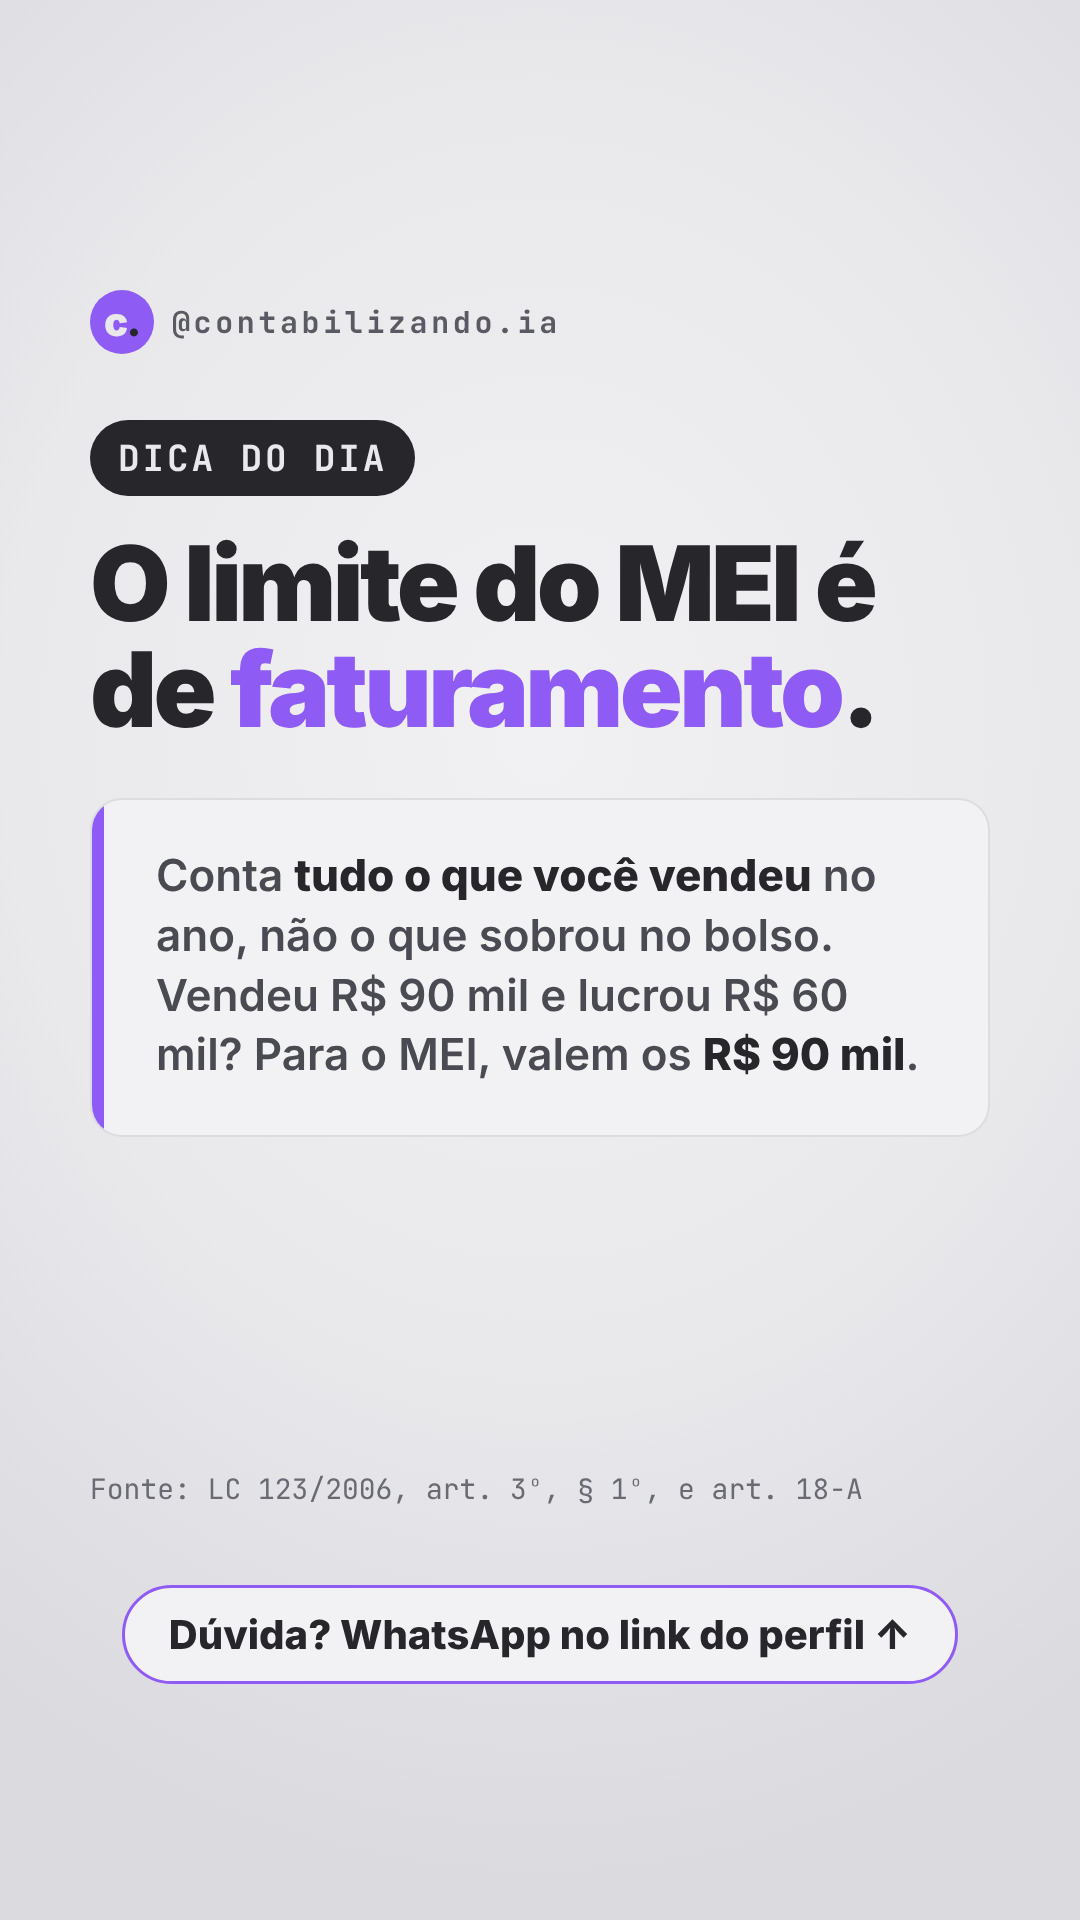 c.
@contabilizando.ia
DICA DO DIA
O limite do MEI é
de faturamento.
Conta tudo o que você vendeu no
ano, não o que sobrou no bolso.
Vendeu R$ 90 mil e lucrou R$ 60
mil? Para o MEI, valem os R$ 90 mil.
Fonte: LC 123/2006, art. 3º, § 1º, e art. 18-A
Dúvida? WhatsApp no link do perfil ↑